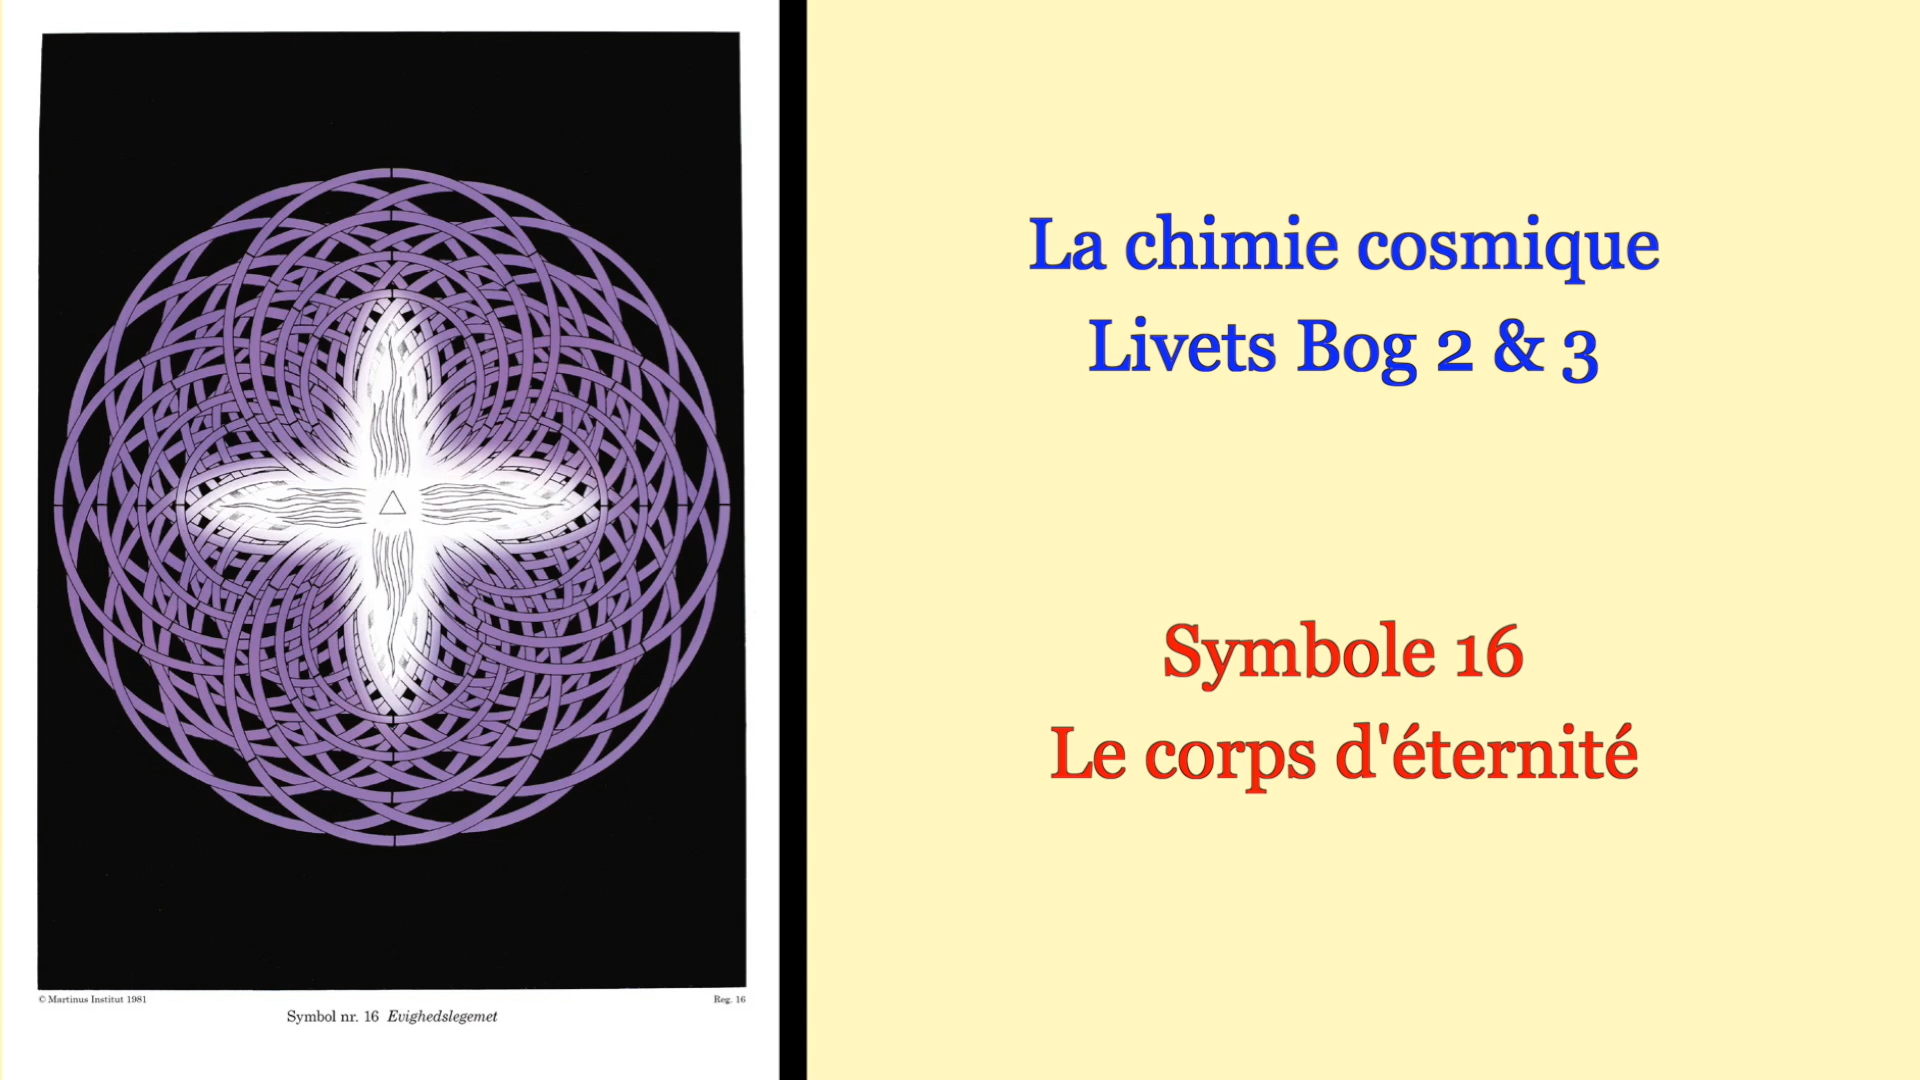 © Martinus Institut 1981
Reg. 16
Symbol nr. 16 Evighedslegemet
La chimie cosmique
Livets Bog 2 & 3
Symbole 16
Le corps d'éternité